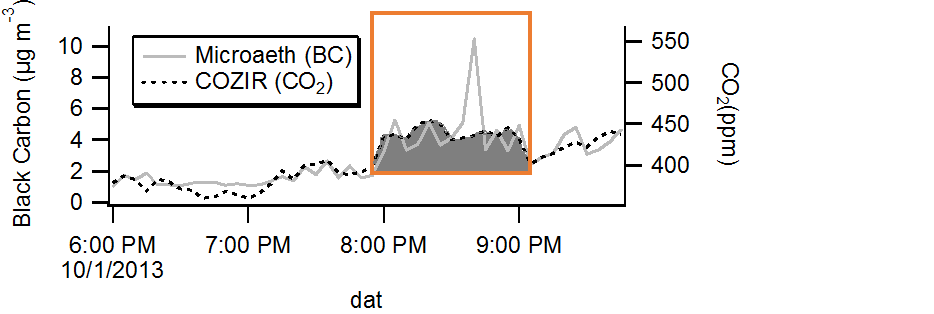 Black Carbon (µg m⁻³)
10
8
6
4
2
0
Microaeth (BC)
COZIR (CO₂)
550
500
450
400
CO₂(ppm)
6:00 PM 7:00 PM 8:00 PM 9:00 PM
10/1/2013
dat